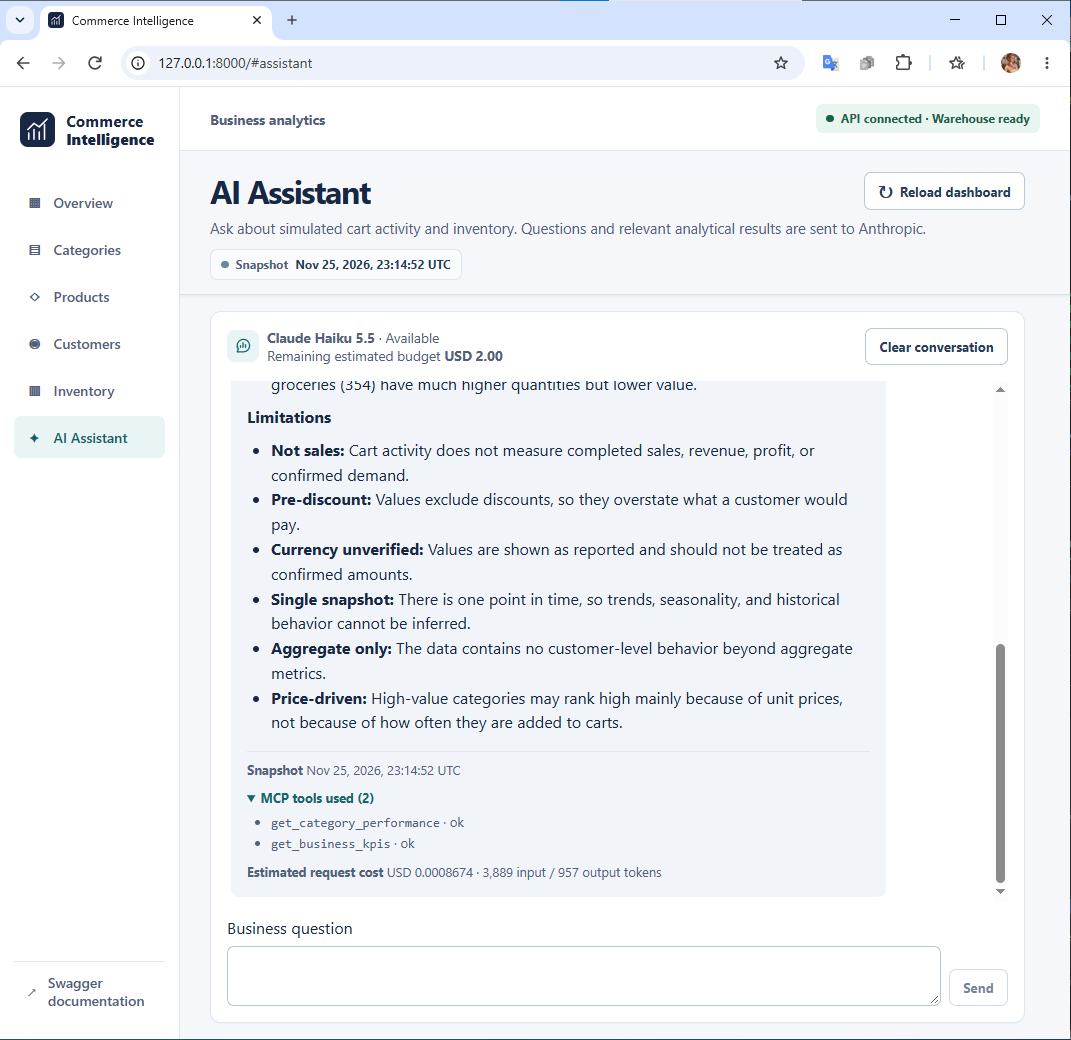 Commerce Intelligence
127.0.0.1:8000/#assistant
Commerce
Intelligence
Overview
Categories
Products
Customers
Inventory
AI Assistant
Swagger
documentation
Business analytics
API connected · Warehouse ready
AI Assistant
Reload dashboard
Ask about simulated cart activity and inventory. Questions and relevant analytical results are sent to Anthropic.
Snapshot Nov 25, 2026, 23:14:52 UTC
Claude Haiku 5.5 · Available
Remaining estimated budget USD 2.00
Clear conversation
groceries (354) have much higher quantities but lower value.
Limitations
Not sales: Cart activity does not measure completed sales, revenue, profit, or
confirmed demand.
Pre-discount: Values exclude discounts, so they overstate what a customer would
pay.
Currency unverified: Values are shown as reported and should not be treated as
confirmed amounts.
Single snapshot: There is one point in time, so trends, seasonality, and historical
behavior cannot be inferred.
Aggregate only: The data contains no customer-level behavior beyond aggregate
metrics.
Price-driven: High-value categories may rank high mainly because of unit prices,
not because of how often they are added to carts.
Snapshot Nov 25, 2026, 23:14:52 UTC
MCP tools used (2)
get_category_performance · ok
get_business_kpis · ok
Estimated request cost USD 0.0008674 · 3,889 input / 957 output tokens
Business question
Send